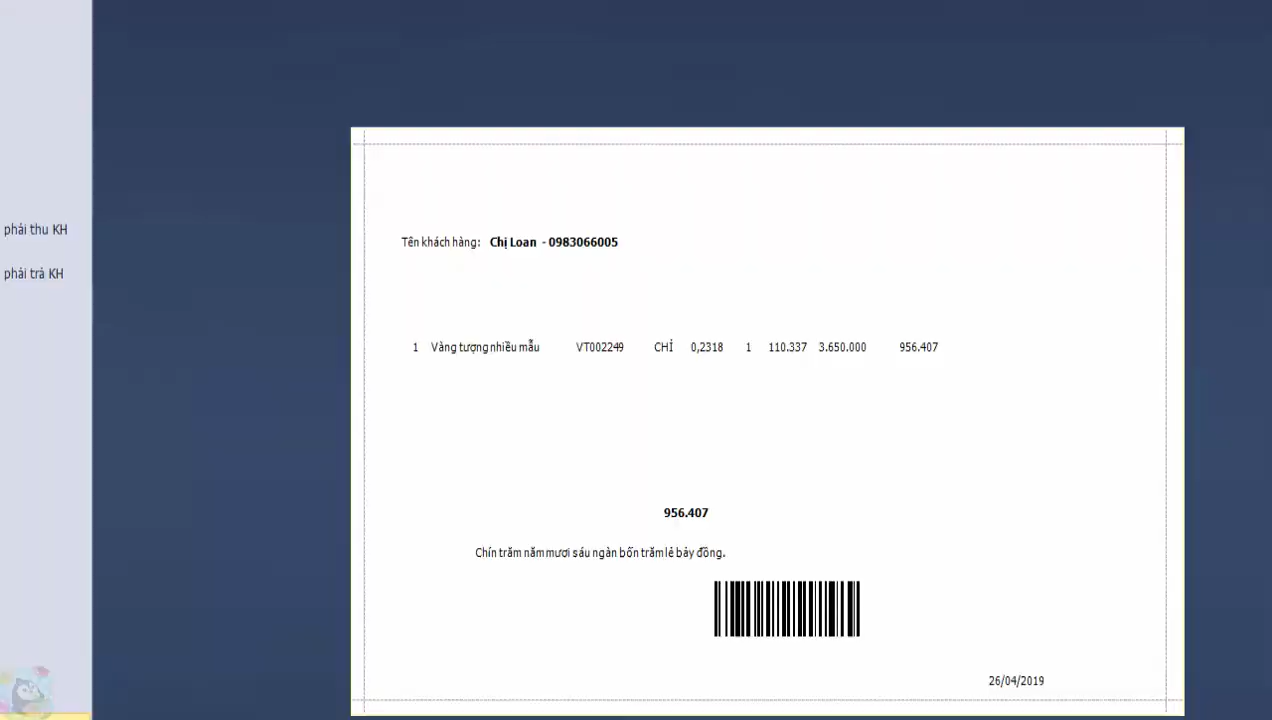 phải thu KH
phải trả KH
Tên khách hàng: Chị Loan - 0983066005
1 Vàng tượng nhiều mẫu VT002249 CHỈ 0,2318 1 110.337 3.650.000 956.407
956.407
Chín trăm năm mươi sáu ngàn bốn trăm lẻ bảy đồng.
26/04/2019